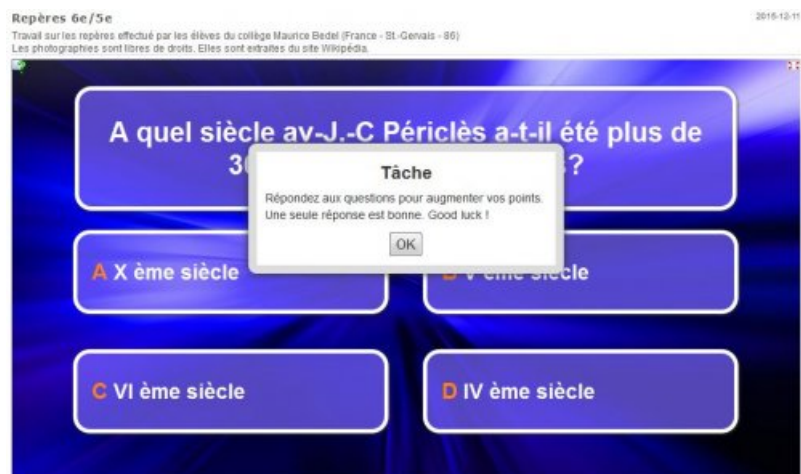 Repères 6e/5e
2015-12-11
Travail sur les repères effectué par les élèves du collège Maurice Bedel (France - St.-Gervais - 86)
Les photographies sont libres de droits. Elles sont extraites du site Wikipédia.
A quel siècle av-J.-C Périclès a-t-il été plus de
?
Tâche
Répondez aux questions pour augmenter vos points.
Une seule réponse est bonne. Good luck !
OK
A X ème siècle
B V ème siècle
C VI ème siècle
D IV ème siècle